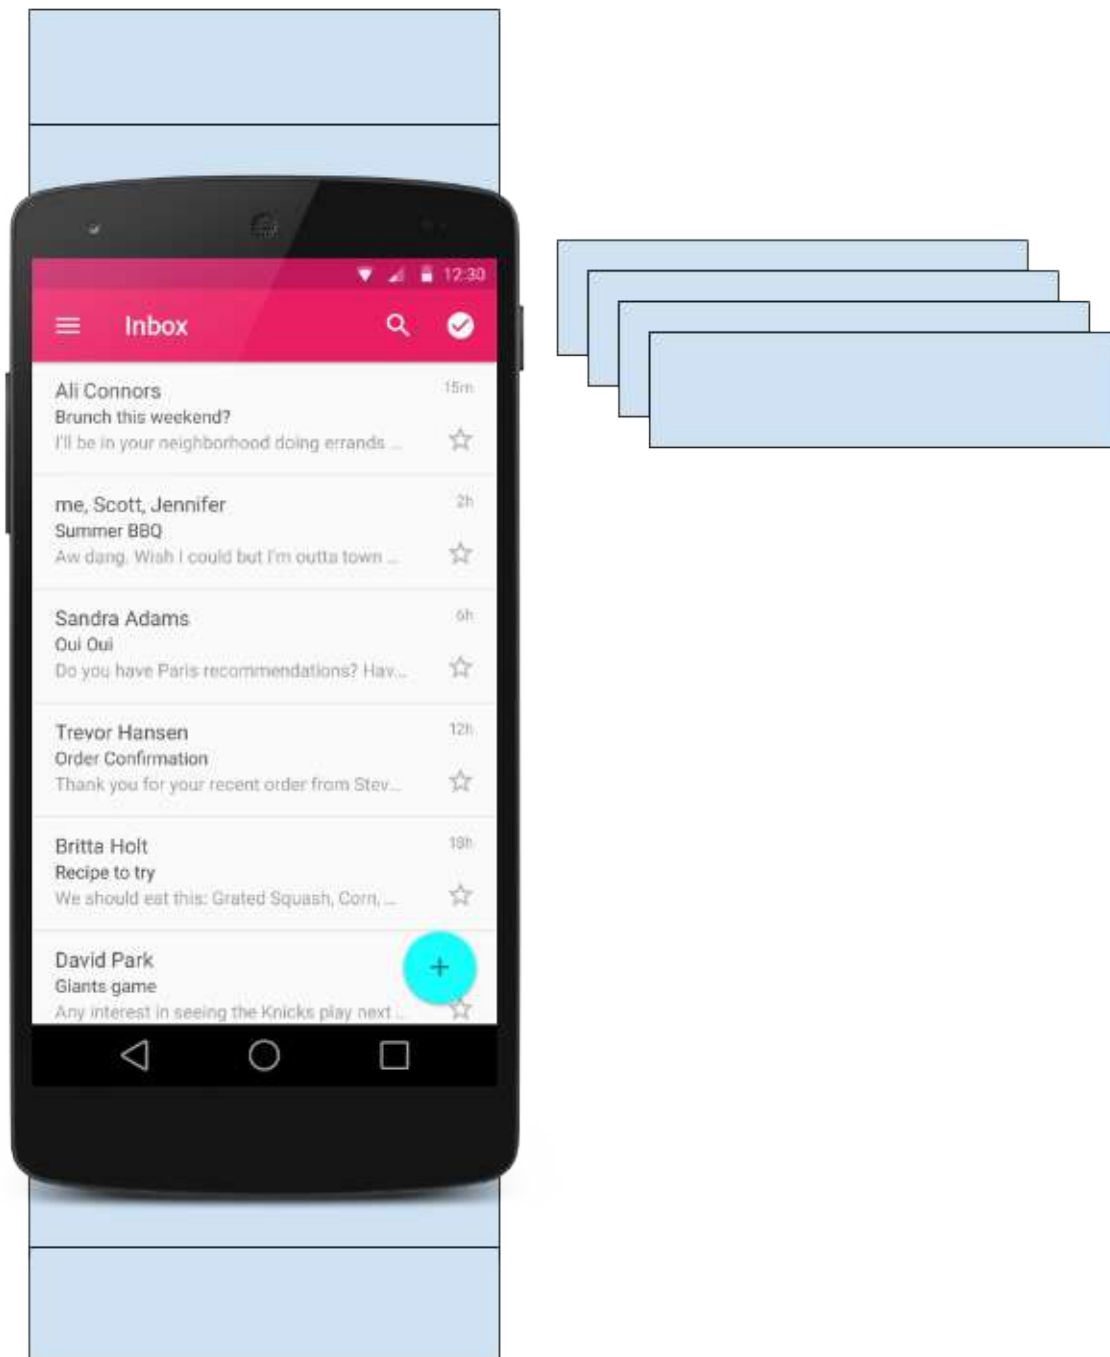 12:30
Inbox
Ali Connors 15m
Brunch this weekend?
I'll be in your neighborhood doing errands ...
me, Scott, Jennifer 2h
Summer BBQ
Aw dang. Wish I could but I'm outta town ...
Sandra Adams 6h
Oui Oui
Do you have Paris recommendations? Hav...
Trevor Hansen 12h
Order Confirmation
Thank you for your recent order from Stev...
Britta Holt 18h
Recipe to try
We should eat this: Grated Squash, Corn, ...
David Park
Giants game
Any interest in seeing the Knicks play next ...